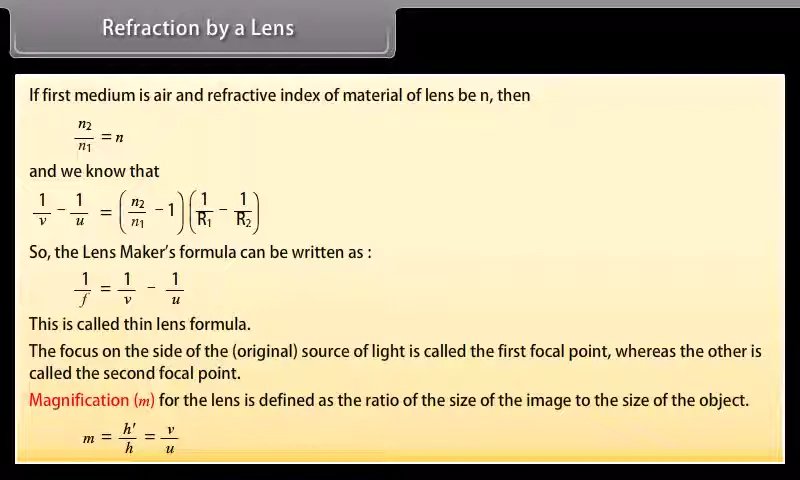 Refraction by a Lens
If first medium is air and refractive index of material of lens be n, then
n₂/n₁ = n
and we know that
1/v − 1/u = (n₂/n₁ − 1)(1/R₁ − 1/R₂)
So, the Lens Maker's formula can be written as :
1/f = 1/v − 1/u
This is called thin lens formula.
The focus on the side of the (original) source of light is called the first focal point, whereas the other is
called the second focal point.
Magnification (m) for the lens is defined as the ratio of the size of the image to the size of the object.
m = h′/h = v/u